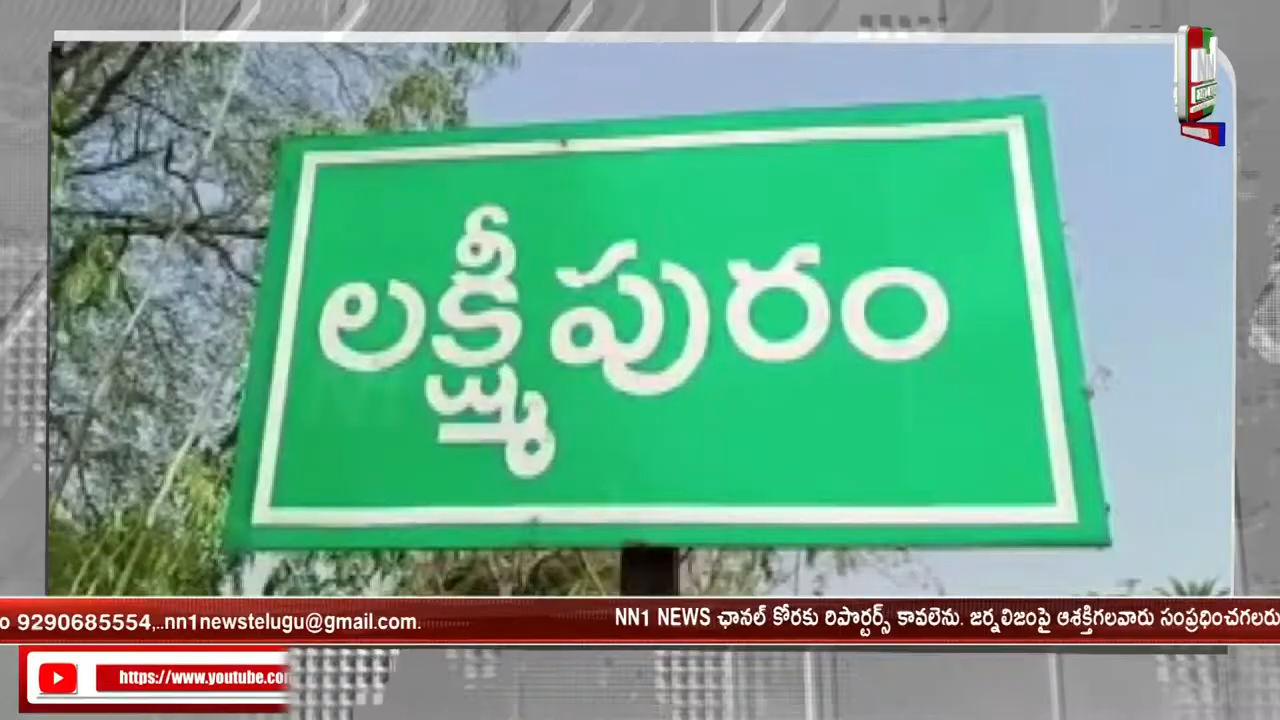 లక్ష్మీపురం
9290685554,..nn1newstelugu@gmail.com.
NN1 NEWS ఛానల్ కోరకు రిపొర్టర్స్ కావలెను. జర్నలిజంపై ఆశక్తిగలవారు సంప్రధించగలరు
https://www.youtube.co